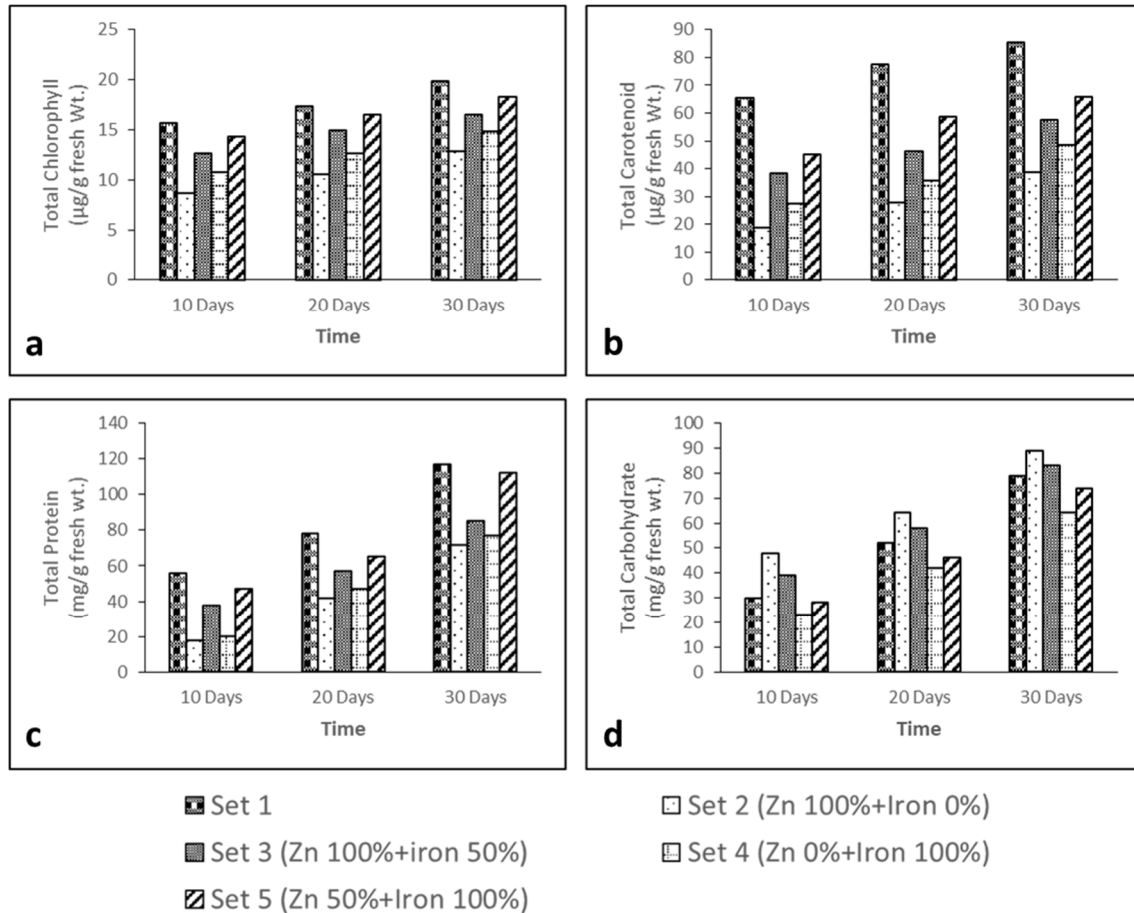 Total Chlorophyll
(µg/g fresh Wt.)
25
20
15
10
5
0
10 Days
20 Days
30 Days
Time
a
Total Carotenoid
(µg/g fresh Wt.)
90
80
70
60
50
40
30
20
10
0
10 Days
20 Days
30 Days
Time
b
Total Protein
(mg/g fresh wt.)
140
120
100
80
60
40
20
0
10 Days
20 Days
30 Days
Time
c
Total Carbohydrate
(mg/g fresh wt.)
100
90
80
70
60
50
40
30
20
10
0
10 Days
20 Days
30 Days
Time
d
Set 1
Set 2 (Zn 100%+Iron 0%)
Set 3 (Zn 100%+iron 50%)
Set 4 (Zn 0%+Iron 100%)
Set 5 (Zn 50%+Iron 100%)